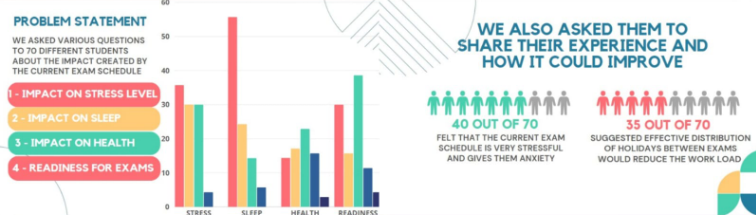 PROBLEM STATEMENT
WE ASKED VARIOUS QUESTIONS
TO 70 DIFFERENT STUDENTS
ABOUT THE IMPACT CREATED BY
THE CURRENT EXAM SCHEDULE
1 - IMPACT ON STRESS LEVEL
2 - IMPACT ON SLEEP
3 - IMPACT ON HEALTH
4 - READINESS FOR EXAMS
60
50
40
30
20
10
0
STRESS
SLEEP
HEALTH
READINESS
WE ALSO ASKED THEM TO
SHARE THEIR EXPERIENCE AND
HOW IT COULD IMPROVE
40 OUT OF 70
FELT THAT THE CURRENT EXAM
SCHEDULE IS VERY STRESSFUL
AND GIVES THEM ANXIETY
35 OUT OF 70
SUGGESTED EFFECTIVE DISTRIBUTION
OF HOLIDAYS BETWEEN EXAMS
WOULD REDUCE THE WORK LOAD